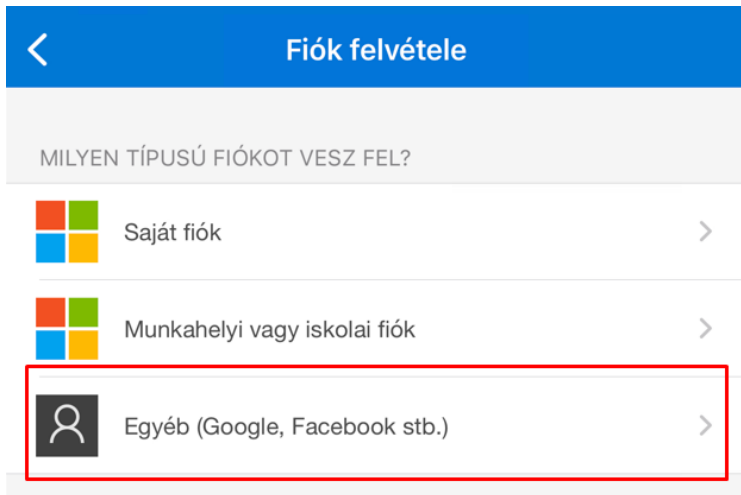 Fiók felvétele
MILYEN TÍPUSÚ FIÓKOT VESZ FEL?
Saját fiók
Munkahelyi vagy iskolai fiók
Egyéb (Google, Facebook stb.)